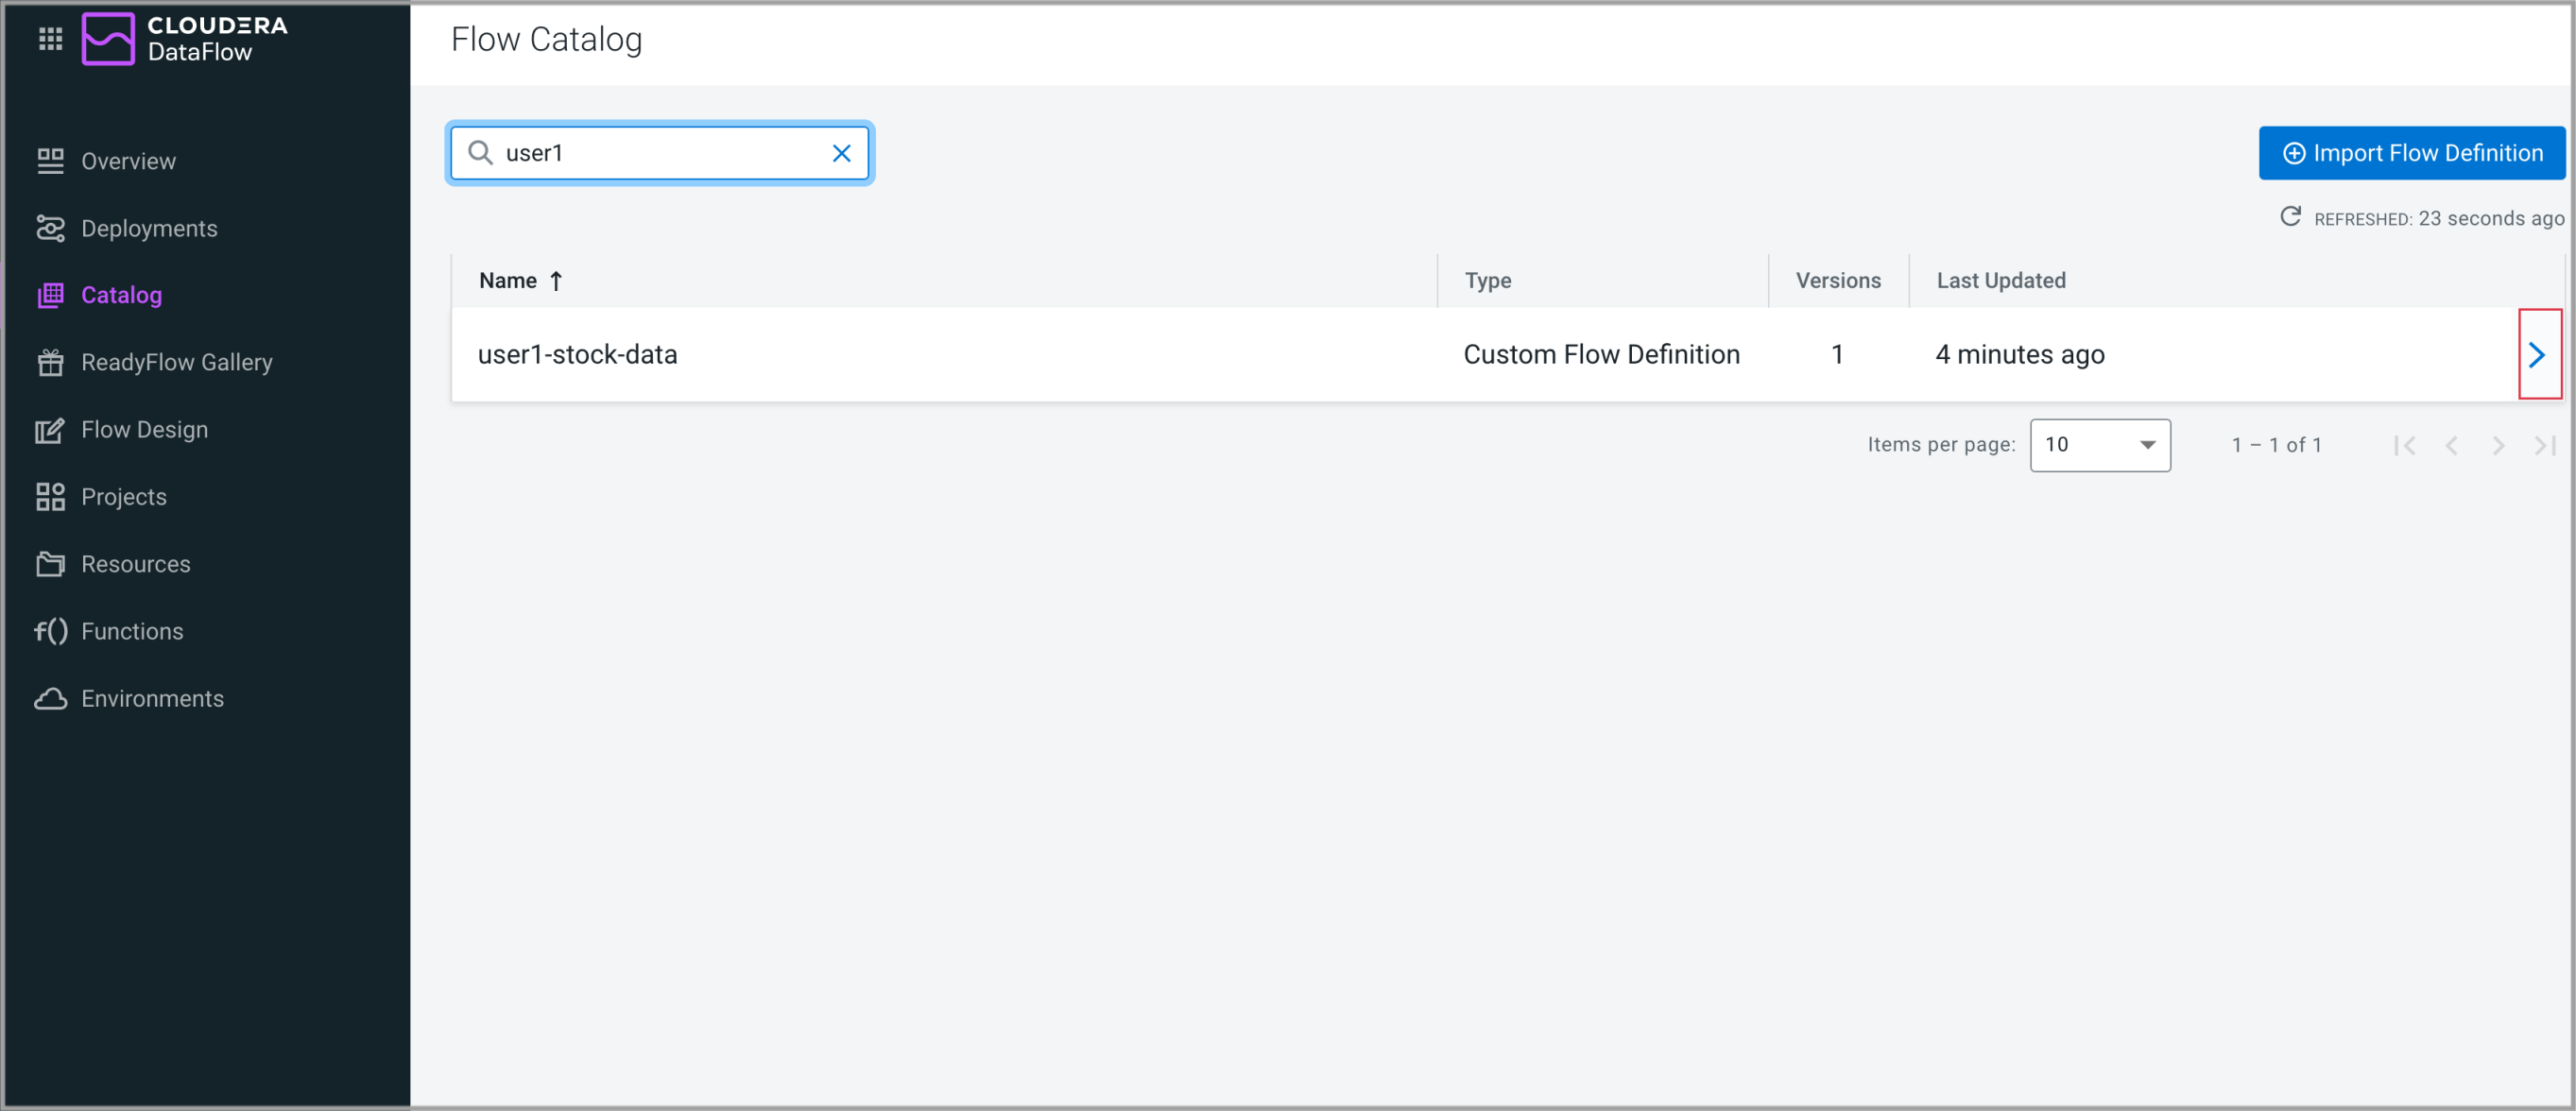 CLOUDERA
DataFlow
Overview
Deployments
Catalog
ReadyFlow Gallery
Flow Design
Projects
Resources
f() Functions
Environments
Flow Catalog
user1
Import Flow Definition
REFRESHED: 23 seconds ago
Name ↑ Type Versions Last Updated
user1-stock-data Custom Flow Definition 1 4 minutes ago
Items per page: 10 1 – 1 of 1